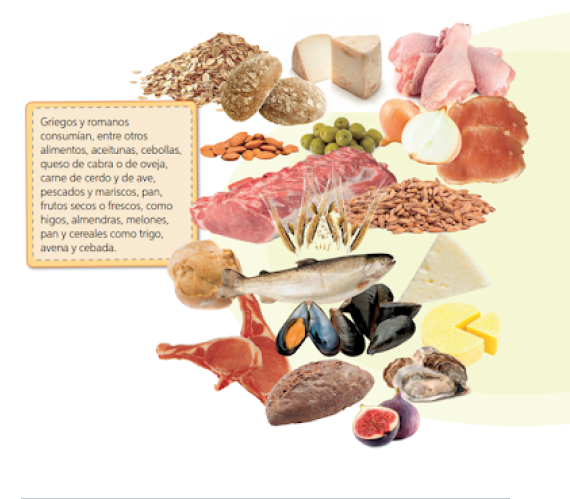 Griegos y romanos
consumían, entre otros
alimentos, aceitunas, cebollas,
queso de cabra o de oveja,
carne de cerdo y de ave,
pescados y mariscos, pan,
frutos secos o frescos, como
higos, almendras, melones,
pan y cereales como trigo,
avena y cebada.